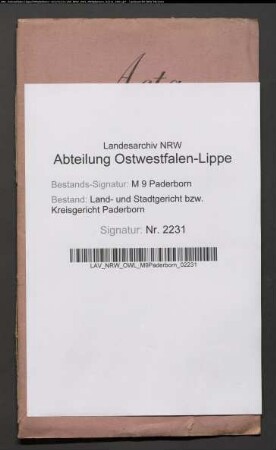 Acta
Landesarchiv NRW
Abteilung Ostwestfalen-Lippe
Bestands-Signatur: M 9 Paderborn
Bestand: Land- und Stadtgericht bzw.
Kreisgericht Paderborn
Signatur: Nr. 2231
LAV_NRW_OWL_M9Paderborn_02231